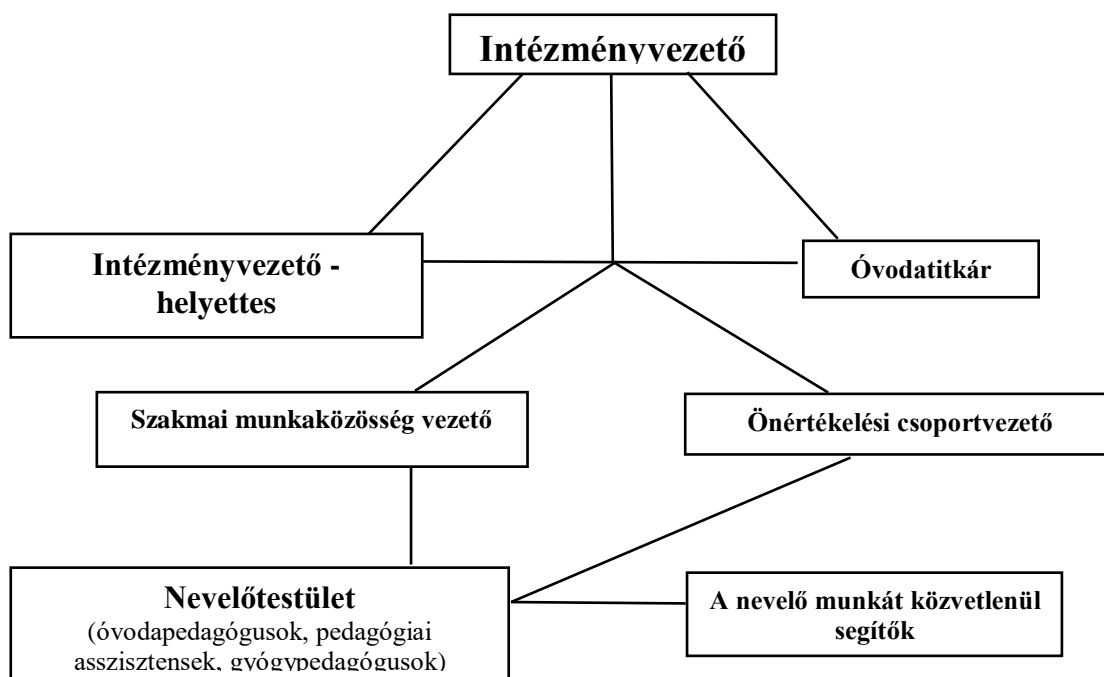 Intézményvezető
Intézményvezető -
helyettes
Óvodatitkár
Szakmai munkaközösség vezető
Önértékelési csoportvezető
Nevelőtestület
(óvodapedagógusok, pedagógiai
asszisztensek, gyógypedagógusok)
A nevelő munkát közvetlenül
segítők